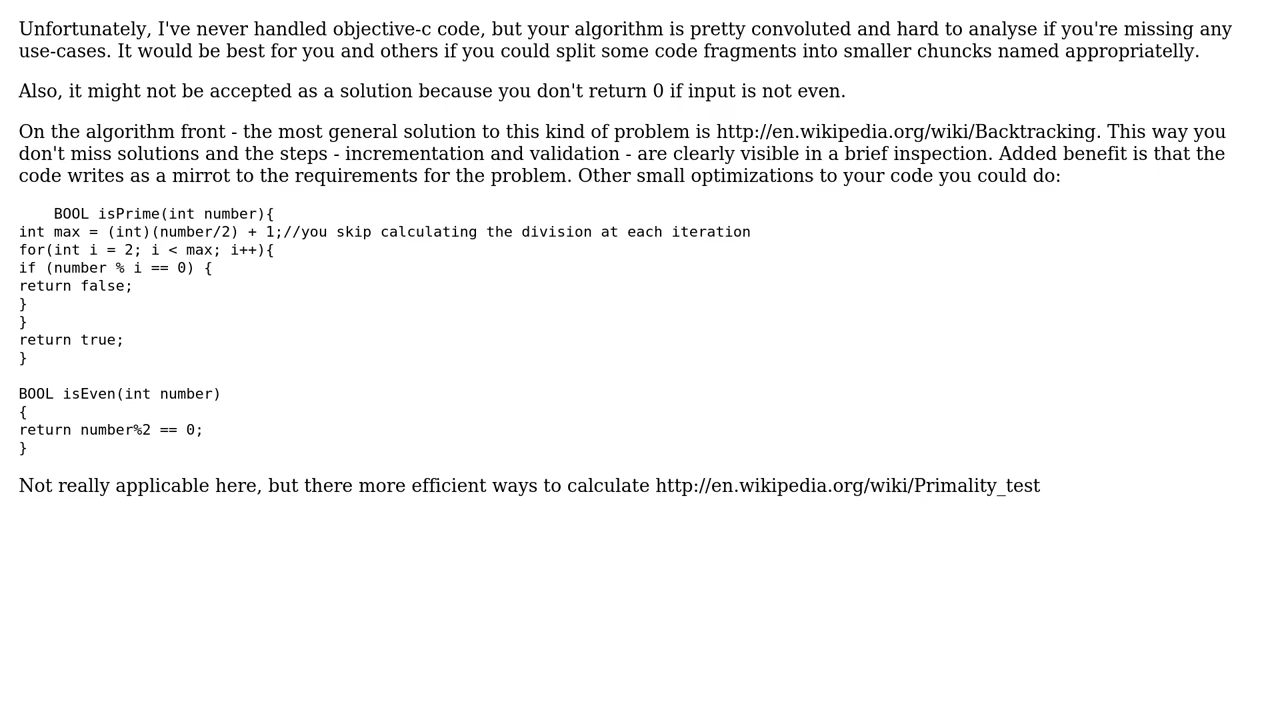 Unfortunately, I've never handled objective-c code, but your algorithm is pretty convoluted and hard to analyse if you're missing any
use-cases. It would be best for you and others if you could split some code fragments into smaller chuncks named appropriatelly.
Also, it might not be accepted as a solution because you don't return 0 if input is not even.
On the algorithm front - the most general solution to this kind of problem is http://en.wikipedia.org/wiki/Backtracking. This way you
don't miss solutions and the steps - incrementation and validation - are clearly visible in a brief inspection. Added benefit is that the
code writes as a mirrot to the requirements for the problem. Other small optimizations to your code you could do:
    BOOL isPrime(int number){
int max = (int)(number/2) + 1;//you skip calculating the division at each iteration
for(int i = 2; i < max; i++){
if (number % i == 0) {
return false;
}
}
return true;
}

BOOL isEven(int number)
{
return number%2 == 0;
}
Not really applicable here, but there more efficient ways to calculate http://en.wikipedia.org/wiki/Primality_test